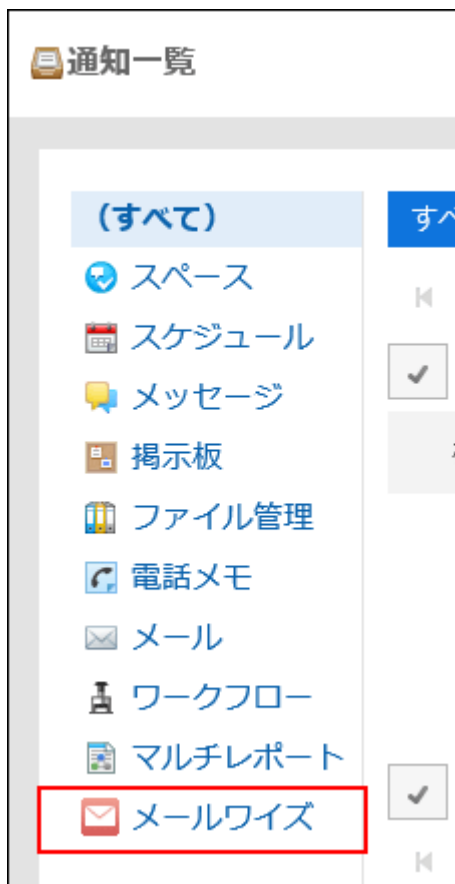 通知一覧
（すべて）
すべ
スペース
スケジュール
メッセージ
掲示板
ファイル管理
電話メモ
メール
ワークフロー
マルチレポート
メールワイズ